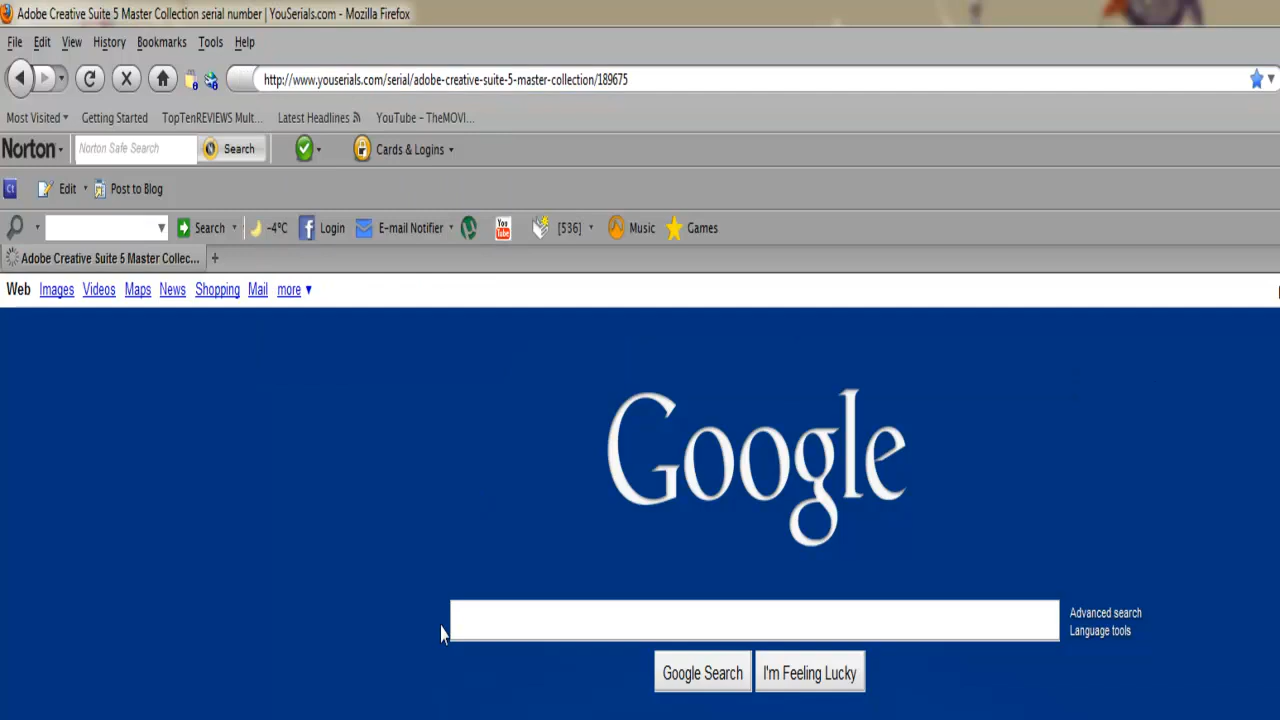 Adobe Creative Suite 5 Master Collection serial number | YouSerials.com - Mozilla Firefox
File Edit View History Bookmarks Tools Help
http://www.youserials.com/serial/adobe-creative-suite-5-master-collection/189675
Most Visited Getting Started TopTenREVIEWS Mult... Latest Headlines YouTube - TheMOVI...
Norton Norton Safe Search Search Cards & Logins
Ct Edit Post to Blog
Search -4°C Login E-mail Notifier You Tube [536] Music Games
Adobe Creative Suite 5 Master Collec... +
Web Images Videos Maps News Shopping Mail more
Google
Advanced search
Language tools
Google Search I'm Feeling Lucky